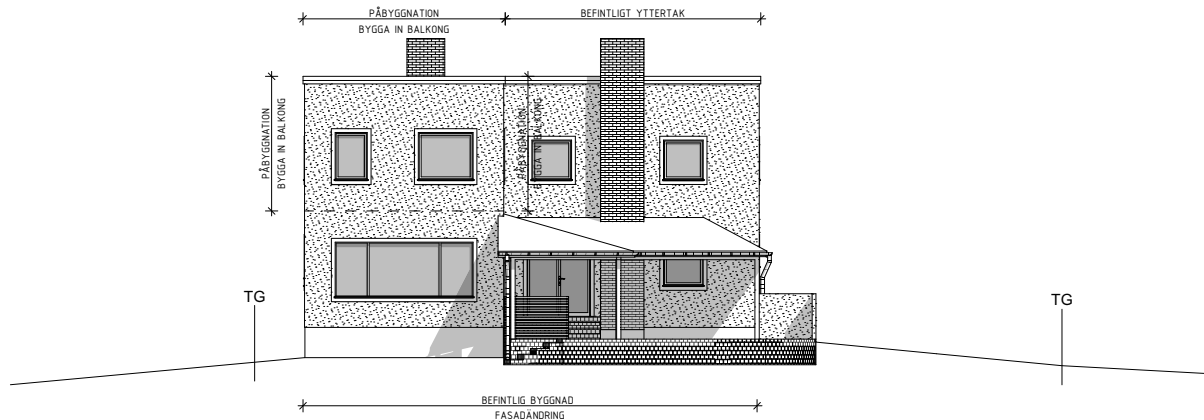 PÅBYGGNATION
BYGGA IN BALKONG
BEFINTLIGT YTTERTAK
PÅBYGGNATION
BYGGA IN BALKONG
PÅBYGGNATION
BYGGA IN BALKONG
TG
TG
BEFINTLIG BYGGNAD
FASADÄNDRING